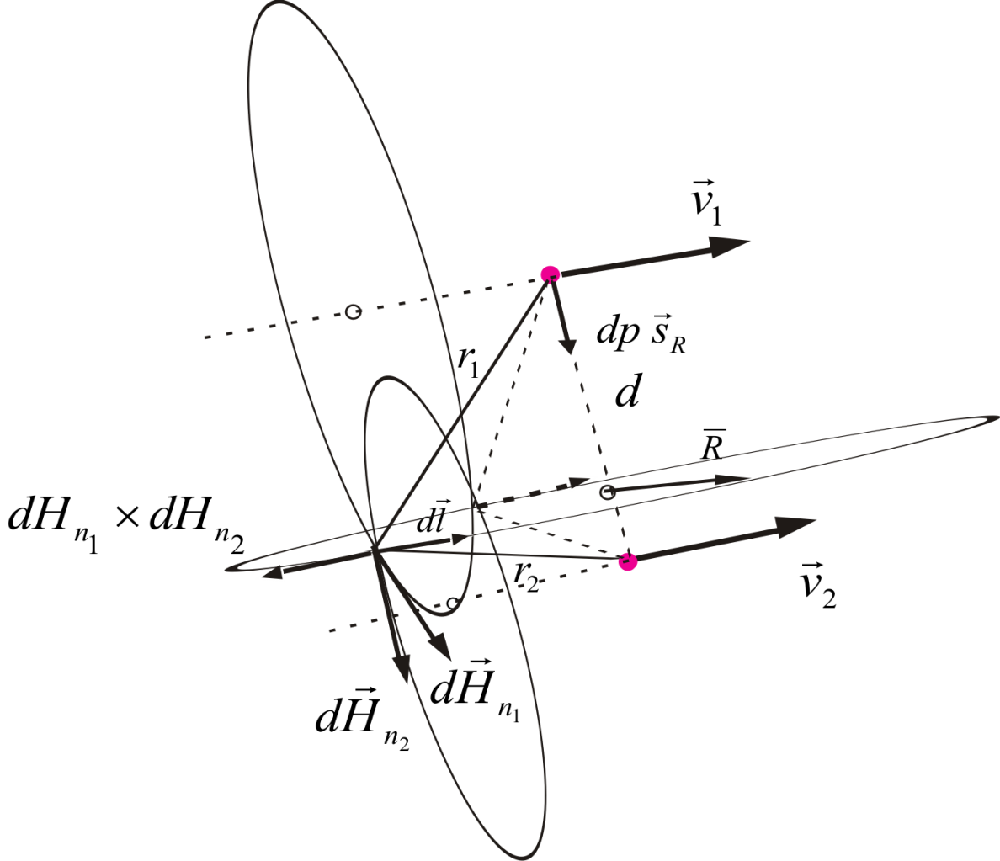 v⃗₁
dp s⃗_R
r₁
d
R̅
dH_{n₁} × dH_{n₂}
dl⃗
r₂
v⃗₂
dH⃗_{n₁}
dH⃗_{n₂}